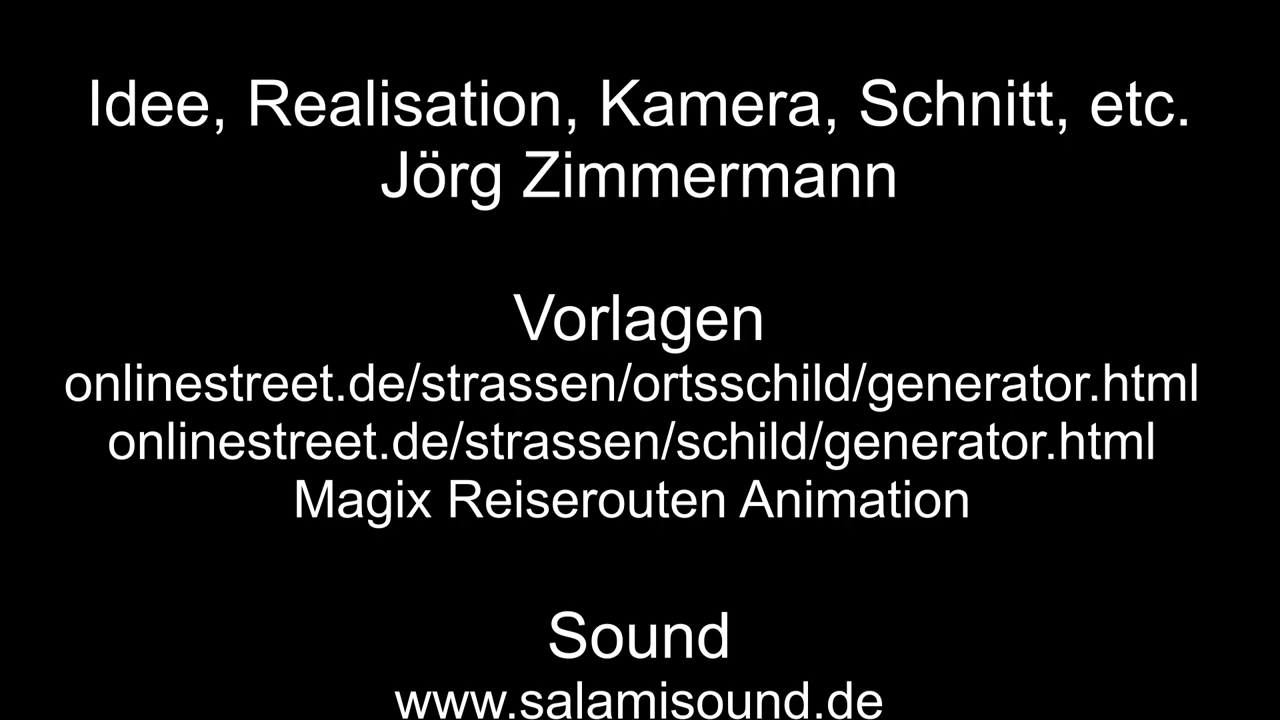 Idee, Realisation, Kamera, Schnitt, etc.
Jörg Zimmermann
Vorlagen
onlinestreet.de/strassen/ortsschild/generator.html
onlinestreet.de/strassen/schild/generator.html
Magix Reiserouten Animation
Sound
www.salamisound.de